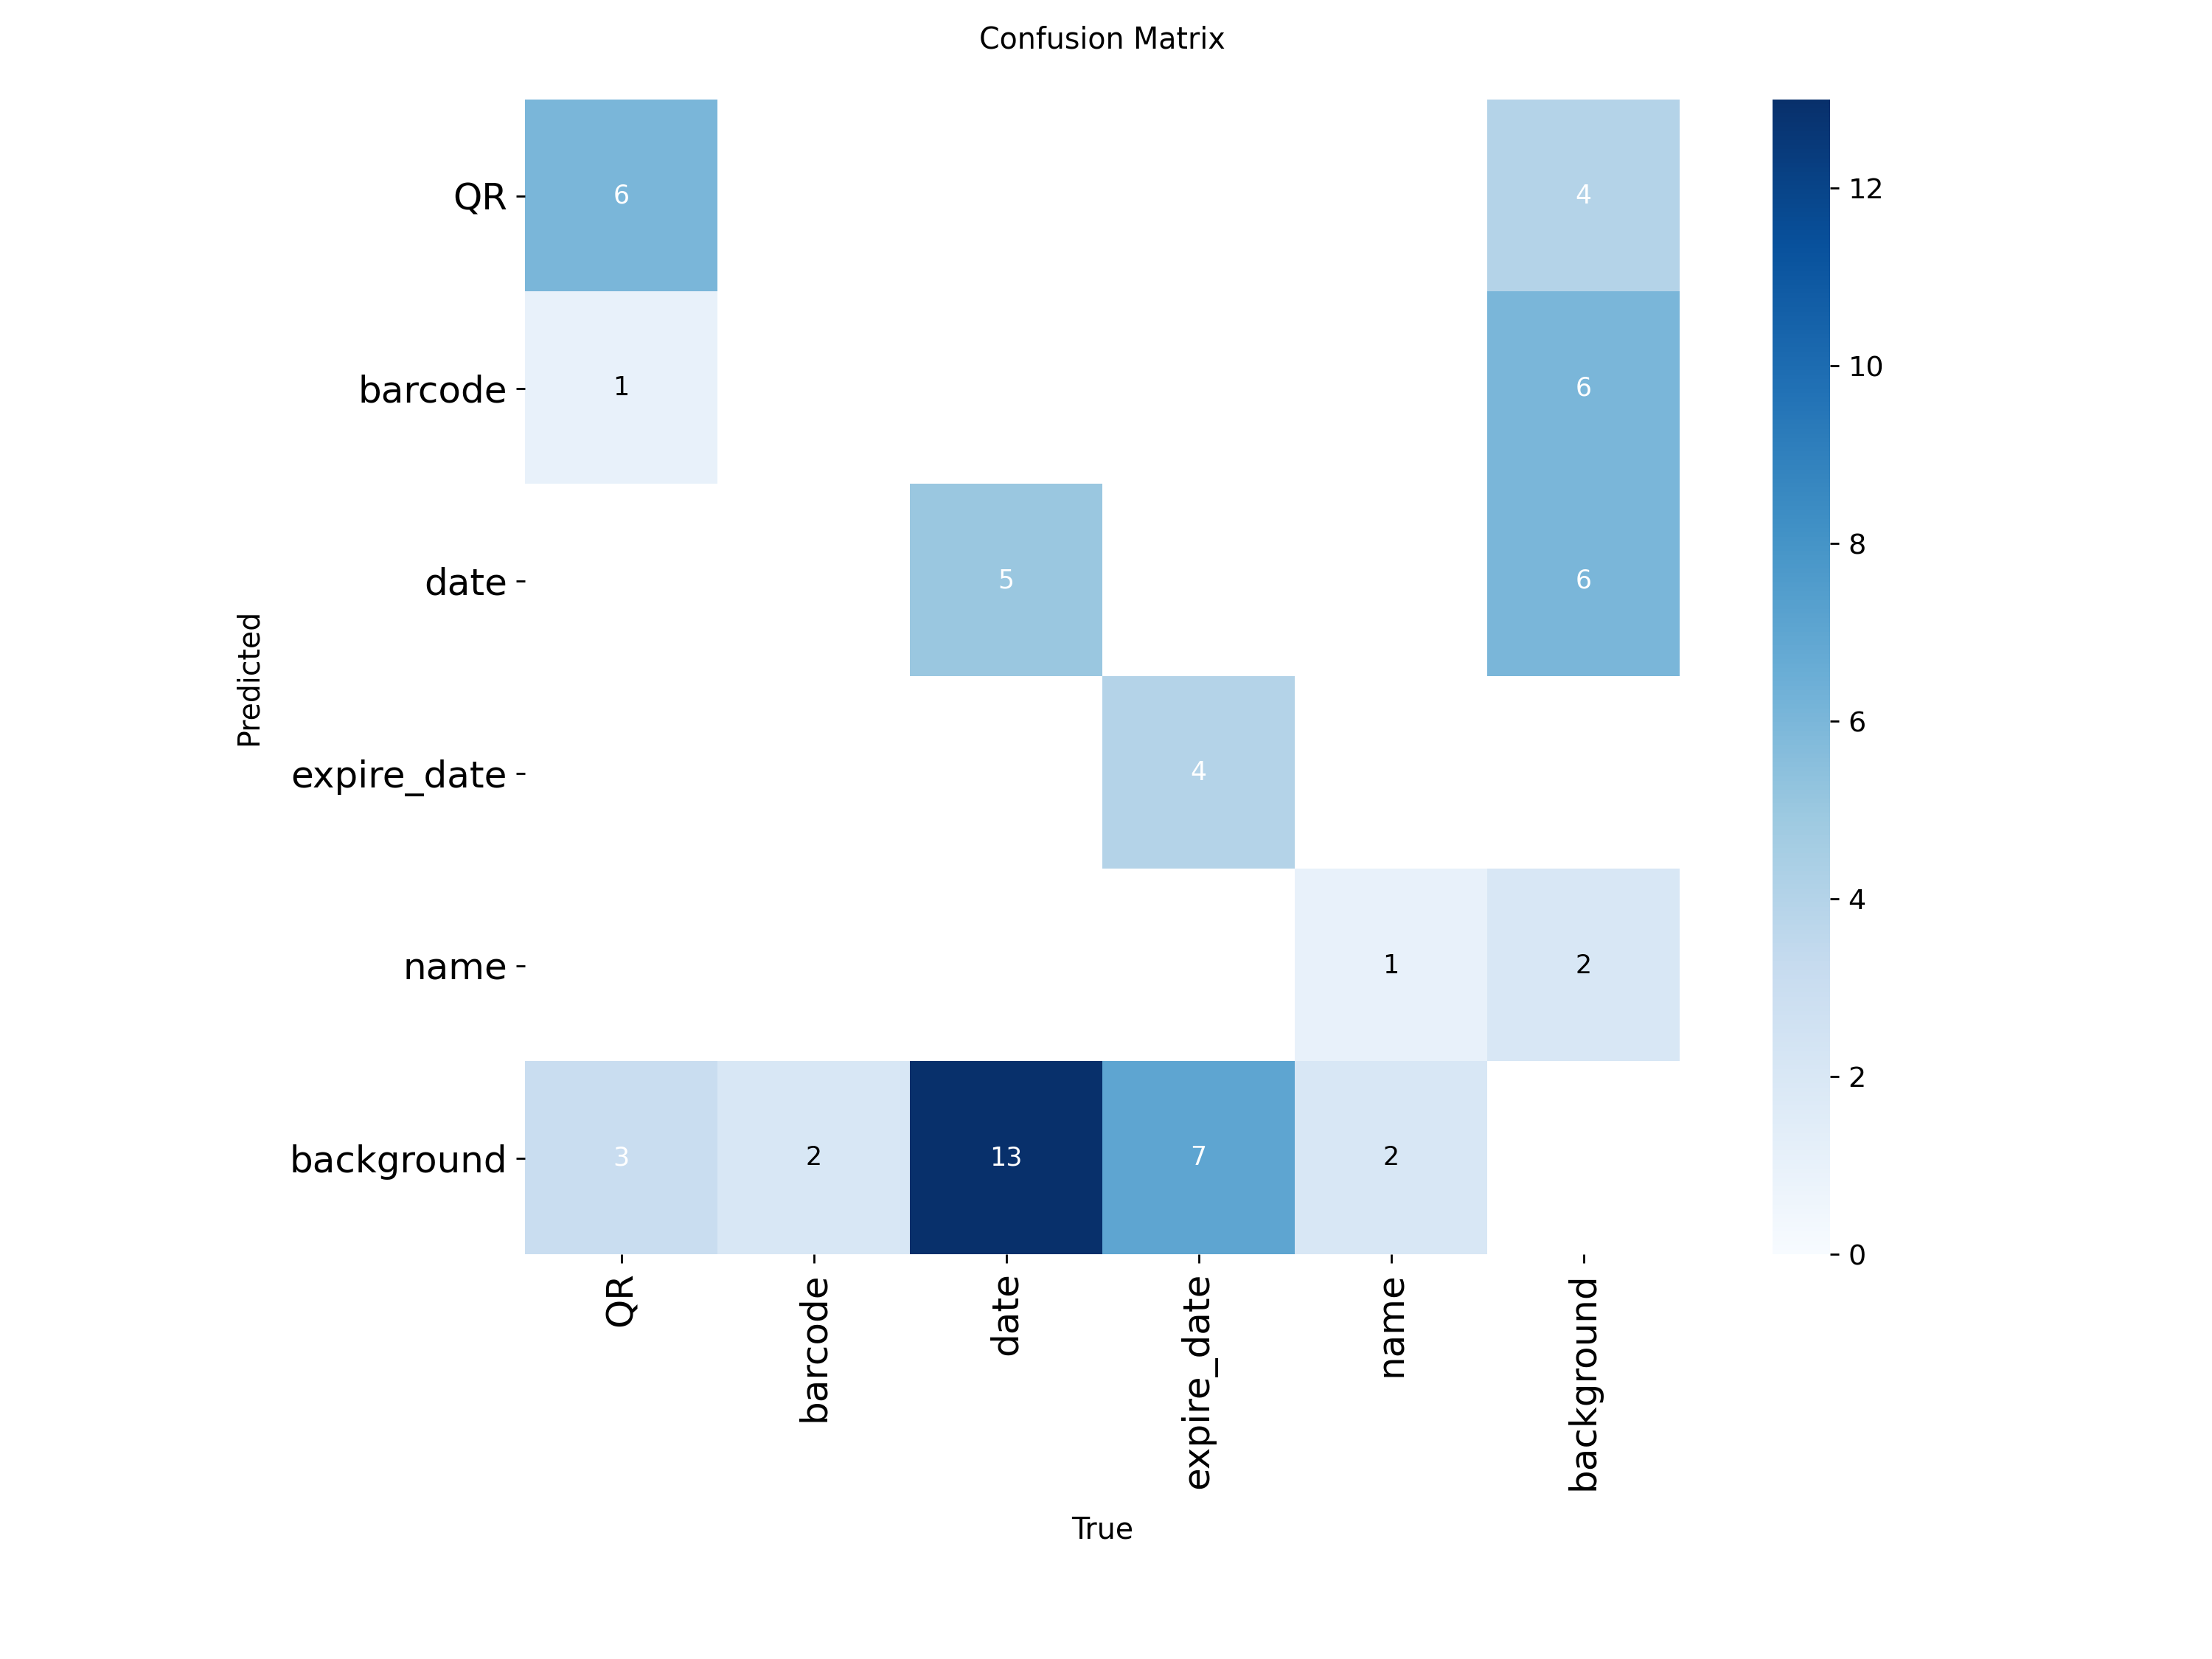 Confusion Matrix
QR
6
4
12
barcode
1
6
10
date
5
6
8
Predicted
expire_date
4
6
name
1
2
4
background
3
2
13
7
2
2
0
QR
barcode
date
expire_date
name
background
True